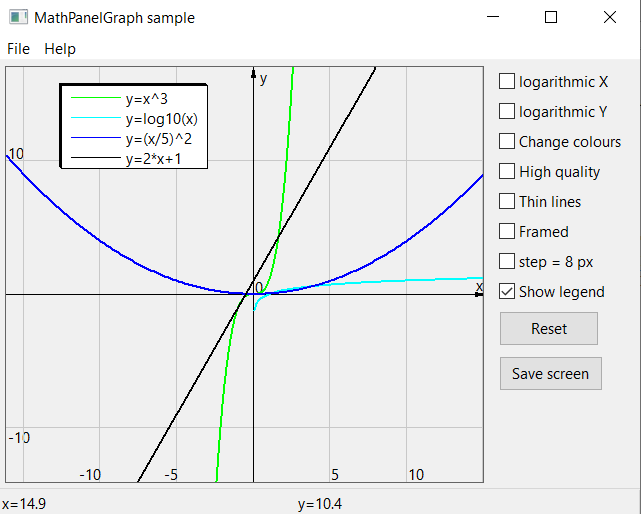 MathPanelGraph sample
File Help
y
y=x^3
y=log10(x)
y=(x/5)^2
y=2*x+1
10
0
x
-10
-10 -5 5 10
logarithmic X
logarithmic Y
Change colours
High quality
Thin lines
Framed
step = 8 px
Show legend
Reset
Save screen
x=14.9 y=10.4